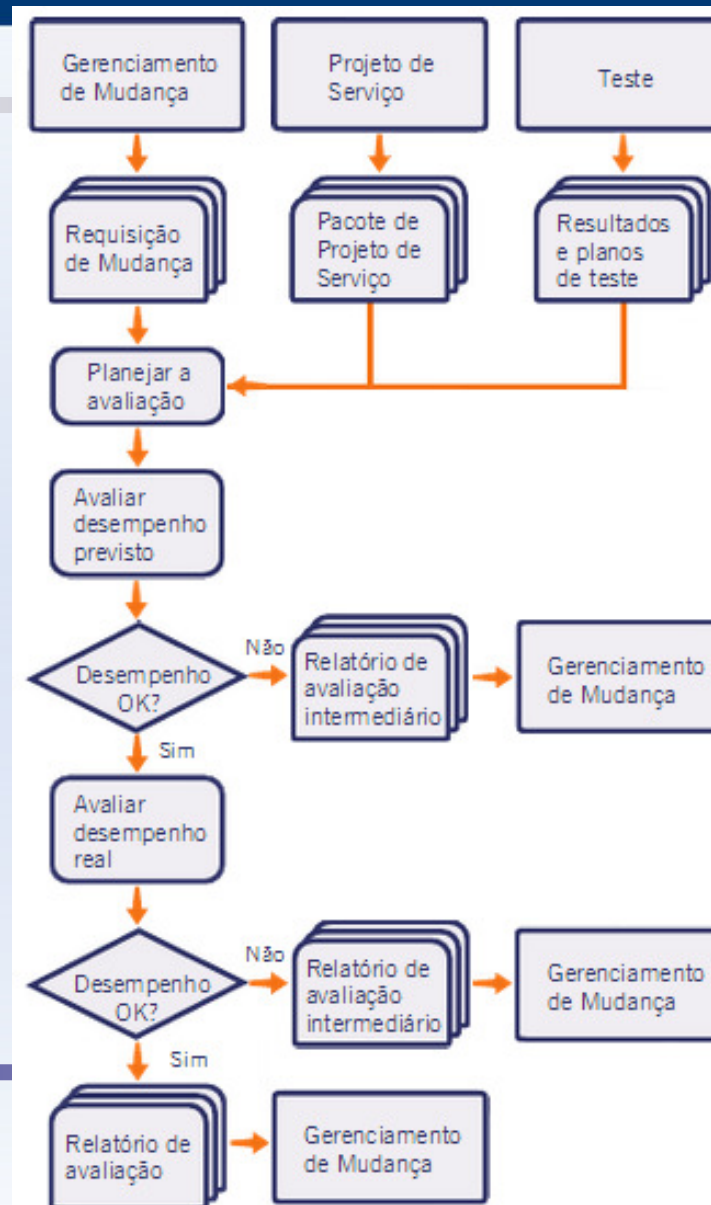 Gerenciamento
de Mudança
Projeto de
Serviço
Teste
Requisição
de Mudança
Pacote de
Projeto de
Serviço
Resultados
e planos
de teste
Planejar a
avaliação
Avaliar
desempenho
previsto
Desempenho
OK?
Não
Relatório de
avaliação
intermediário
Gerenciamento
de Mudança
Sim
Avaliar
desempenho
real
Desempenho
OK?
Não
Relatório de
avaliação
intermediário
Gerenciamento
de Mudança
Sim
Relatório de
avaliação
Gerenciamento
de Mudança